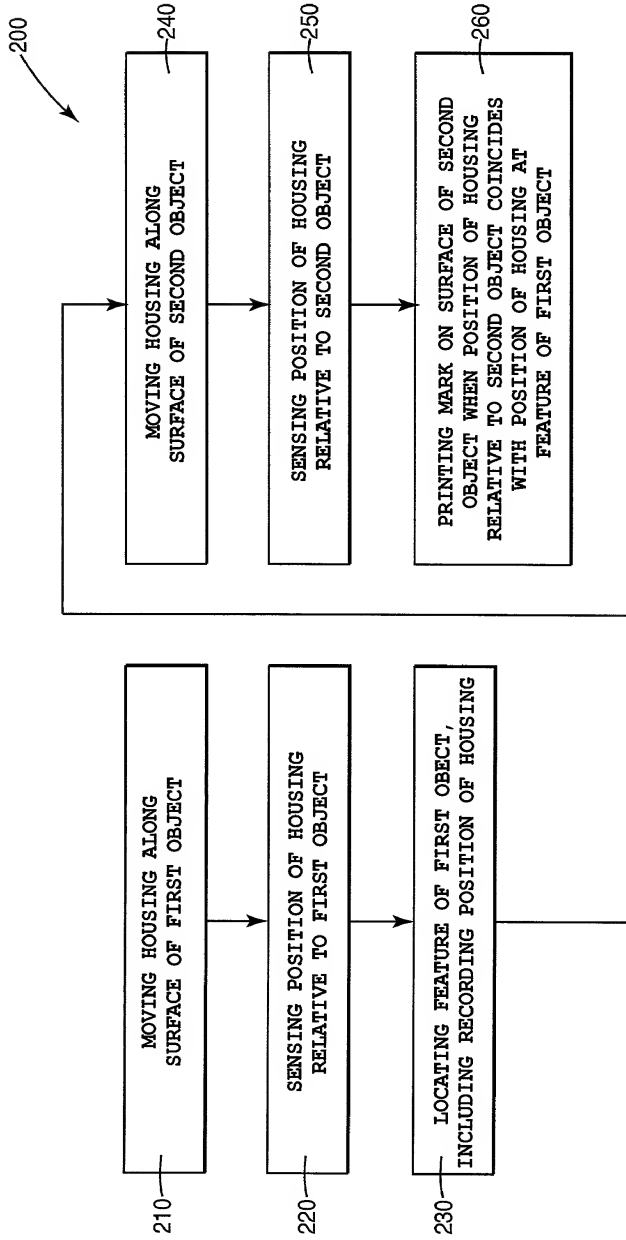 200
210
MOVING HOUSING ALONG
SURFACE OF FIRST OBJECT
220
SENSING POSITION OF HOUSING
RELATIVE TO FIRST OBJECT
230
LOCATING FEATURE OF FIRST OBECT,
INCLUDING RECORDING POSITION OF HOUSING
240
MOVING HOUSING ALONG
SURFACE OF SECOND OBJECT
250
SENSING POSITION OF HOUSING
RELATIVE TO SECOND OBJECT
260
PRINTING MARK ON SURFACE OF SECOND
OBJECT WHEN POSITION OF HOUSING
RELATIVE TO SECOND OBJECT COINCIDES
WITH POSITION OF HOUSING AT
FEATURE OF FIRST OBJECT